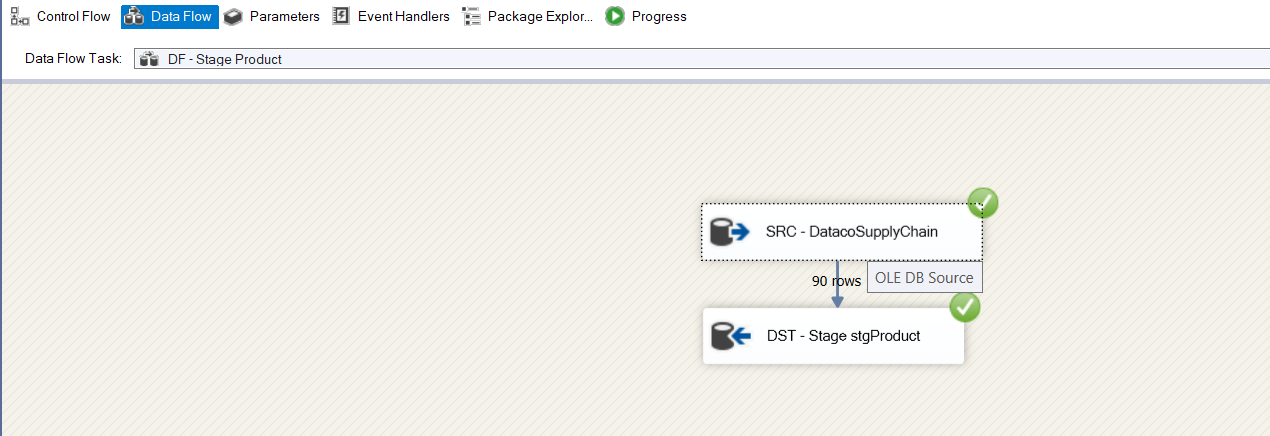 Control Flow Data Flow Parameters Event Handlers Package Explor... Progress
Data Flow Task: DF - Stage Product
SRC - DatacoSupplyChain
90 rows OLE DB Source
DST - Stage stgProduct